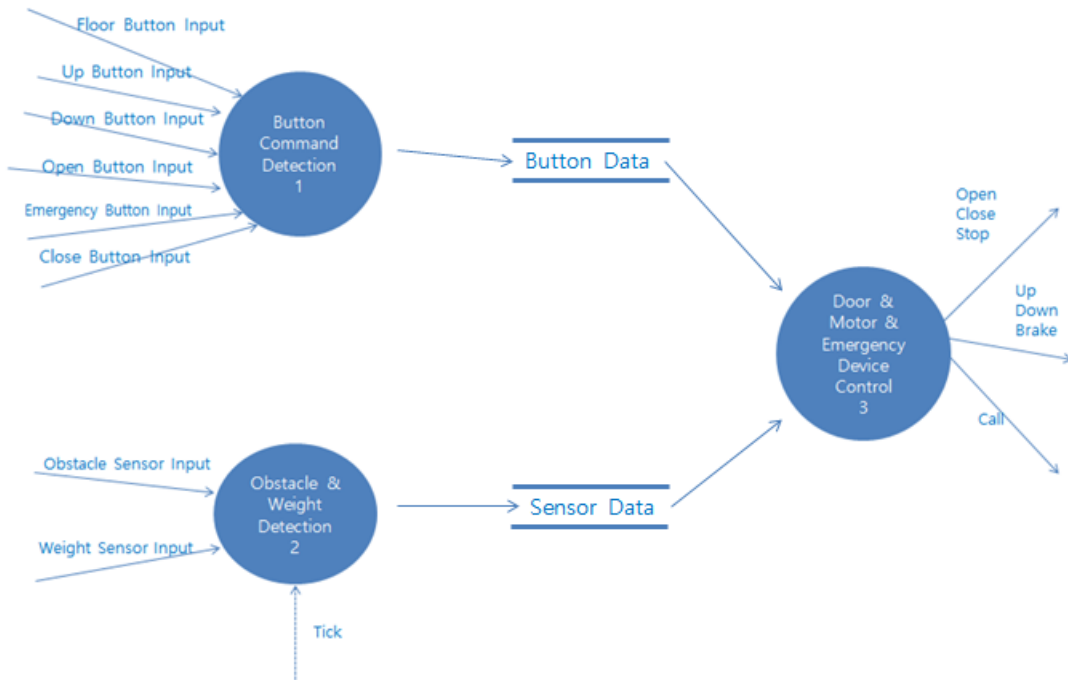 Floor Button Input
Up Button Input
Down Button Input
Open Button Input
Emergency Button Input
Close Button Input
Button
Command
Detection
1
Button Data
Open
Close
Stop
Up
Down
Brake
Door &
Motor &
Emergency
Device
Control
3
Call
Obstacle Sensor Input
Weight Sensor Input
Obstacle &
Weight
Detection
2
Sensor Data
Tick